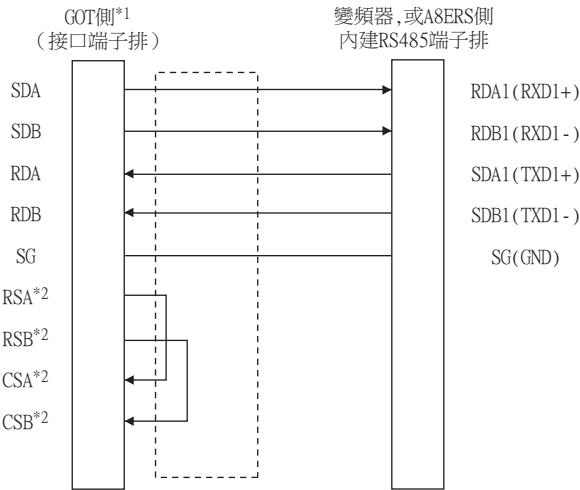 GOT側*1
（接口端子排）
變頻器,或A8ERS側
內建RS485端子排
SDA
RDA1(RXD1+)
SDB
RDB1(RXD1-)
RDA
SDA1(TXD1+)
RDB
SDB1(TXD1-)
SG
SG(GND)
RSA*2
RSB*2
CSA*2
CSB*2